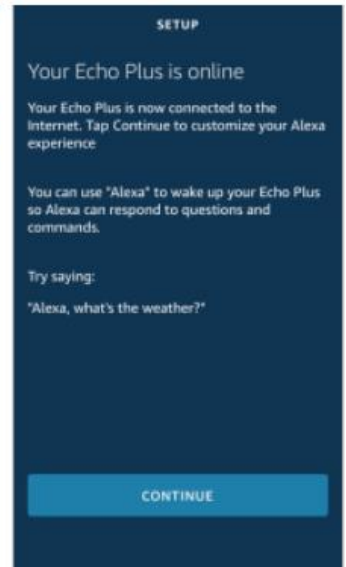 SETUP
Your Echo Plus is online
Your Echo Plus is now connected to the
Internet. Tap Continue to customize your Alexa
experience
You can use "Alexa" to wake up your Echo Plus
so Alexa can respond to questions and
commands.
Try saying:
"Alexa, what's the weather?"
CONTINUE